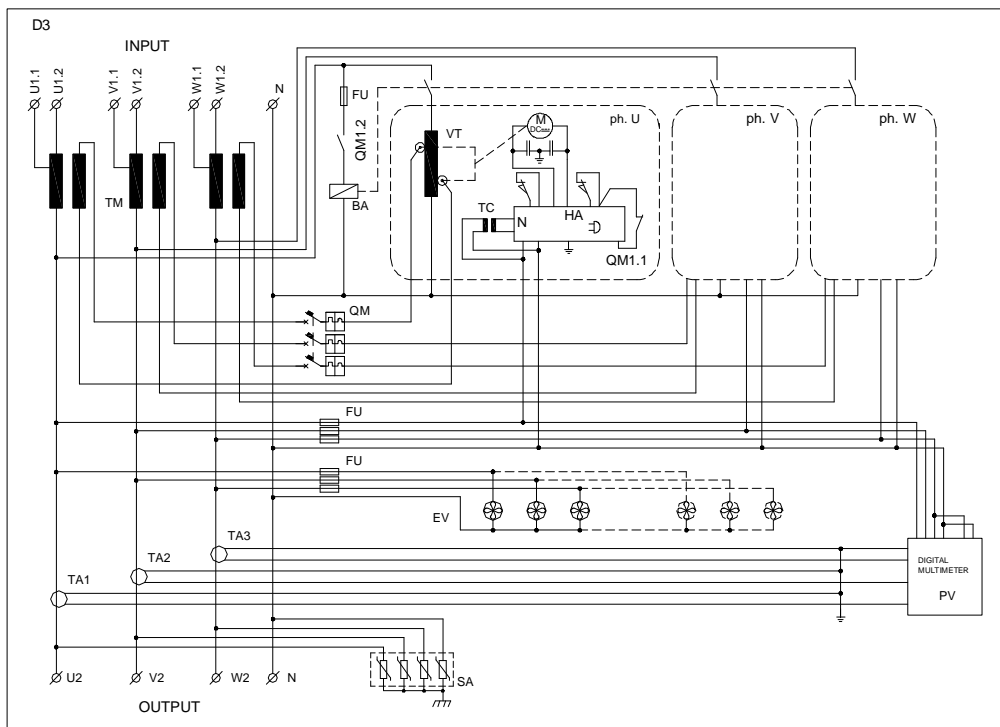 D3
INPUT
U1.1
U1.2
V1.1
V1.2
W1.1
W1.2
N
FU
QM1.2
BA
VT
M
ph. U
ph. V
ph. W
TM
TC
N
HA
QM1.1
QM
FU
FU
EV
TA3
TA2
TA1
DIGITAL
MULTIMETER
PV
U2
V2
W2
N
SA
OUTPUT